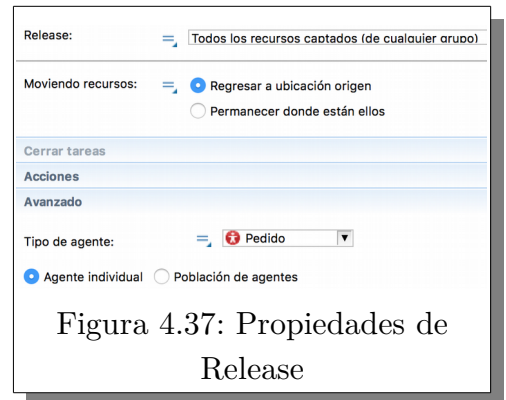 Release: Todos los recursos captados (de cualquier grupo)
Moviendo recursos: Regresar a ubicación origen
Permanecer donde están ellos
Cerrar tareas
Acciones
Avanzado
Tipo de agente: Pedido
Agente individual Población de agentes
Figura 4.37: Propiedades de
Release